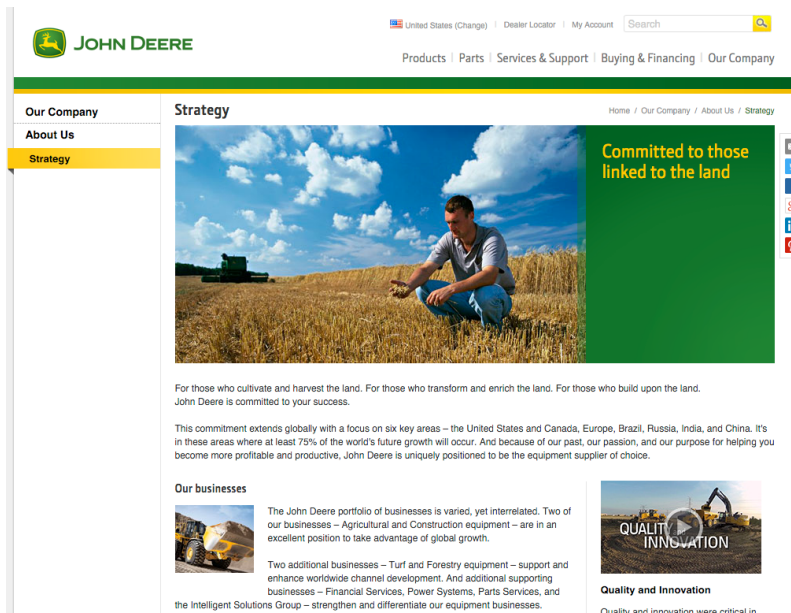 United States (Change) | Dealer Locator | My Account Search
JOHN DEERE
Products | Parts | Services & Support | Buying & Financing | Our Company
Our Company
About Us
Strategy
Strategy
Home / Our Company / About Us / Strategy
Committed to those
linked to the land
For those who cultivate and harvest the land. For those who transform and enrich the land. For those who build upon the land.
John Deere is committed to your success.
This commitment extends globally with a focus on six key areas – the United States and Canada, Europe, Brazil, Russia, India, and China. It's
in these areas where at least 75% of the world's future growth will occur. And because of our past, our passion, and our purpose for helping you
become more profitable and productive, John Deere is uniquely positioned to be the equipment supplier of choice.
Our businesses
The John Deere portfolio of businesses is varied, yet interrelated. Two of
our businesses – Agricultural and Construction equipment – are in an
excellent position to take advantage of global growth.
Two additional businesses – Turf and Forestry equipment – support and
enhance worldwide channel development. And additional supporting
businesses – Financial Services, Power Systems, Parts Services, and
the Intelligent Solutions Group – strengthen and differentiate our equipment businesses.
QUALITY
INNOVATION
Quality and Innovation
Quality and innovation were critical in